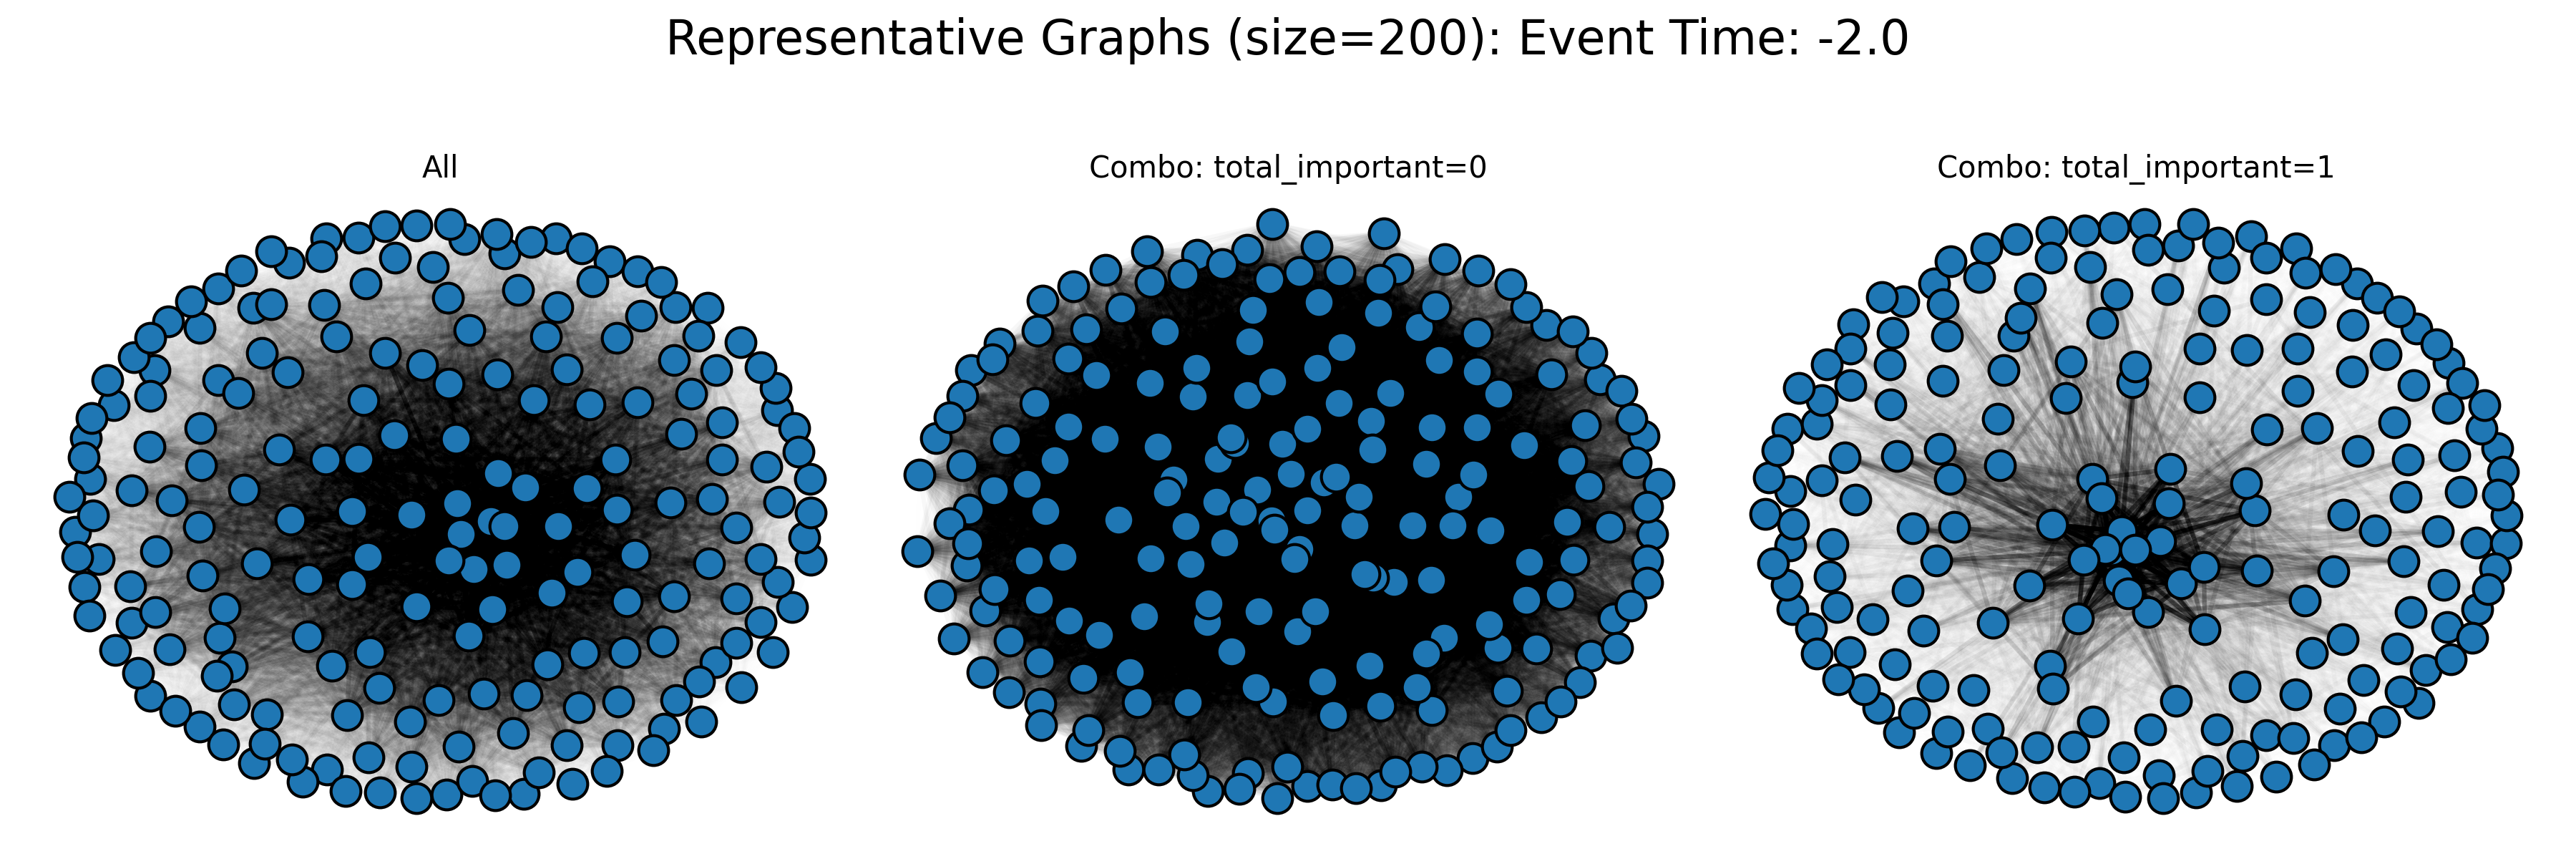 Representative Graphs (size=200): Event Time: -2.0
All
Combo: total_important=0
Combo: total_important=1